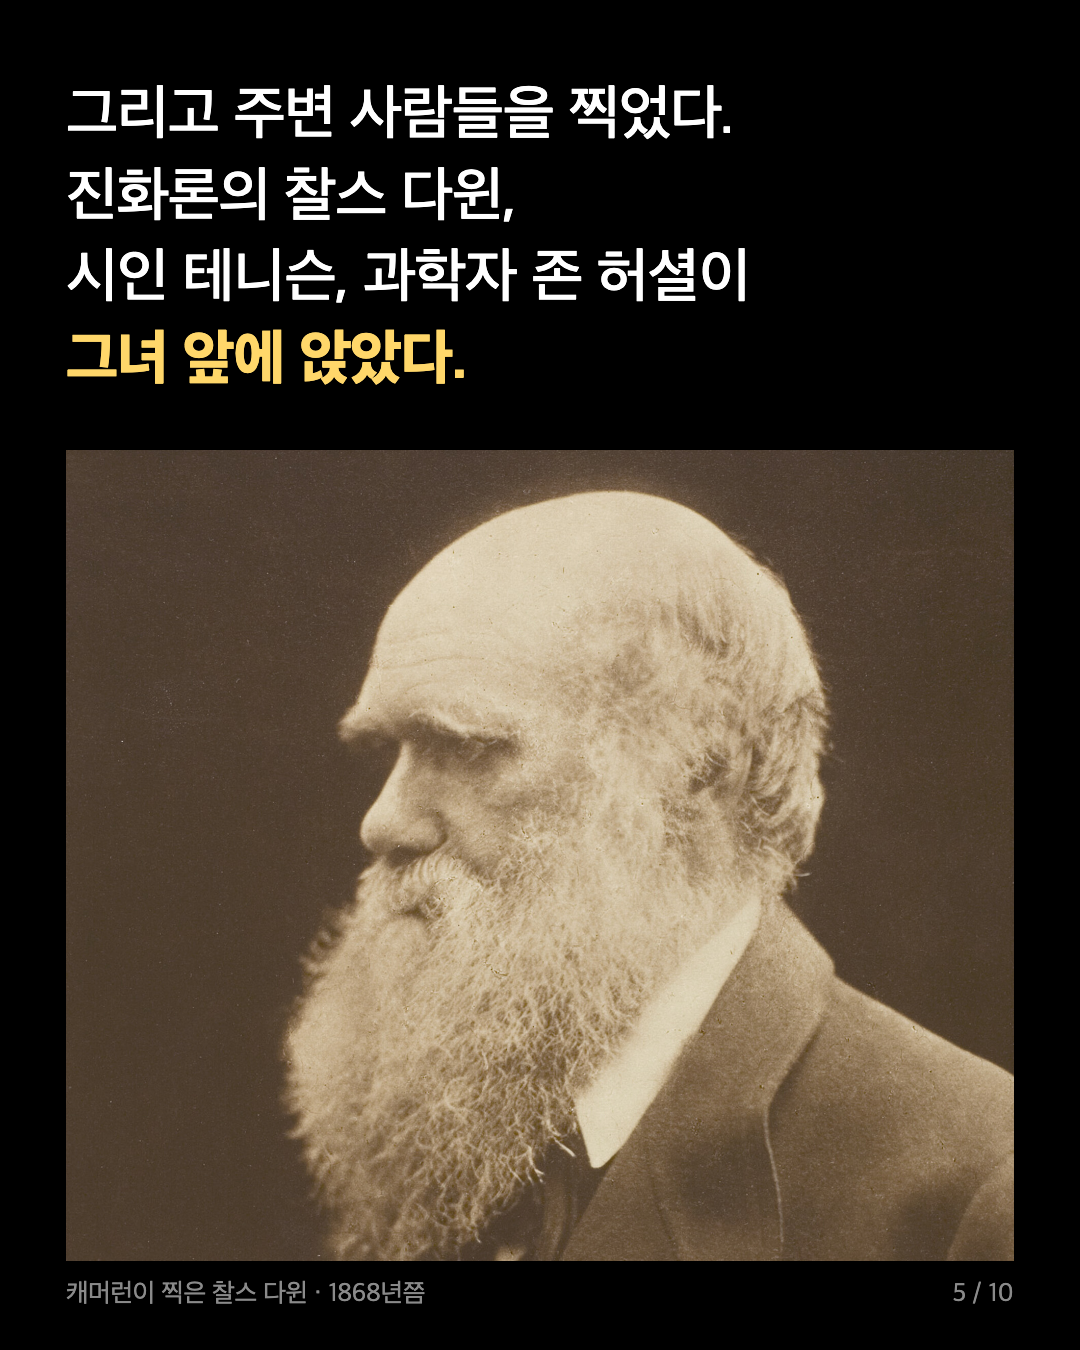 그리고 주변 사람들을 찍었다.
진화론의 찰스 다윈,
시인 테니슨, 과학자 존 허셜이
그녀 앞에 앉았다.
캐머런이 찍은 찰스 다윈 · 1868년쯤
5 / 10